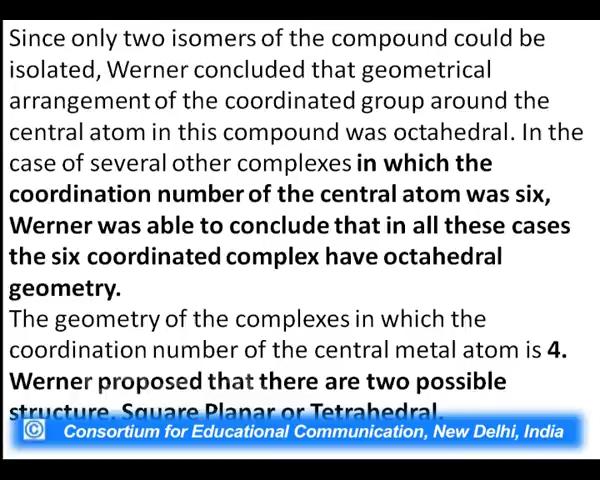 Since only two isomers of the compound could be
isolated, Werner concluded that geometrical
arrangement of the coordinated group around the
central atom in this compound was octahedral. In the
case of several other complexes in which the
coordination number of the central atom was six,
Werner was able to conclude that in all these cases
the six coordinated complex have octahedral
geometry.
The geometry of the complexes in which the
coordination number of the central metal atom is 4.
Werner proposed that there are two possible
structure. Square Planar or Tetrahedral.
© Consortium for Educational Communication, New Delhi, India